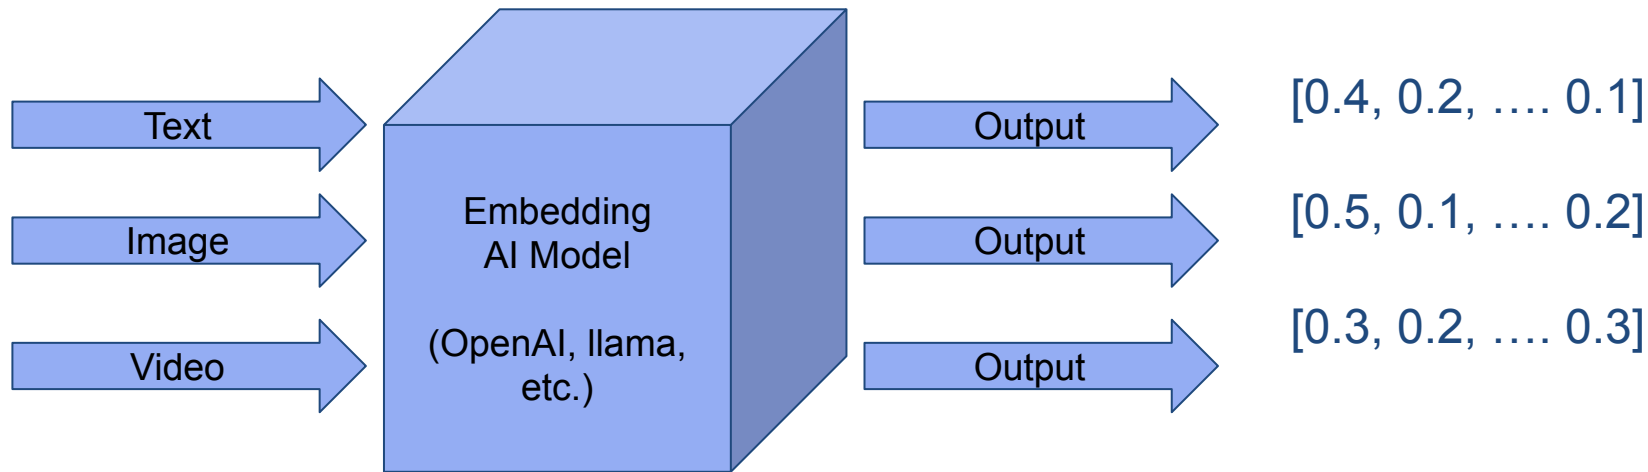 Text
Image
Video
Embedding
AI Model
(OpenAI, llama,
etc.)
Output
Output
Output
[0.4, 0.2, …. 0.1]
[0.5, 0.1, …. 0.2]
[0.3, 0.2, …. 0.3]